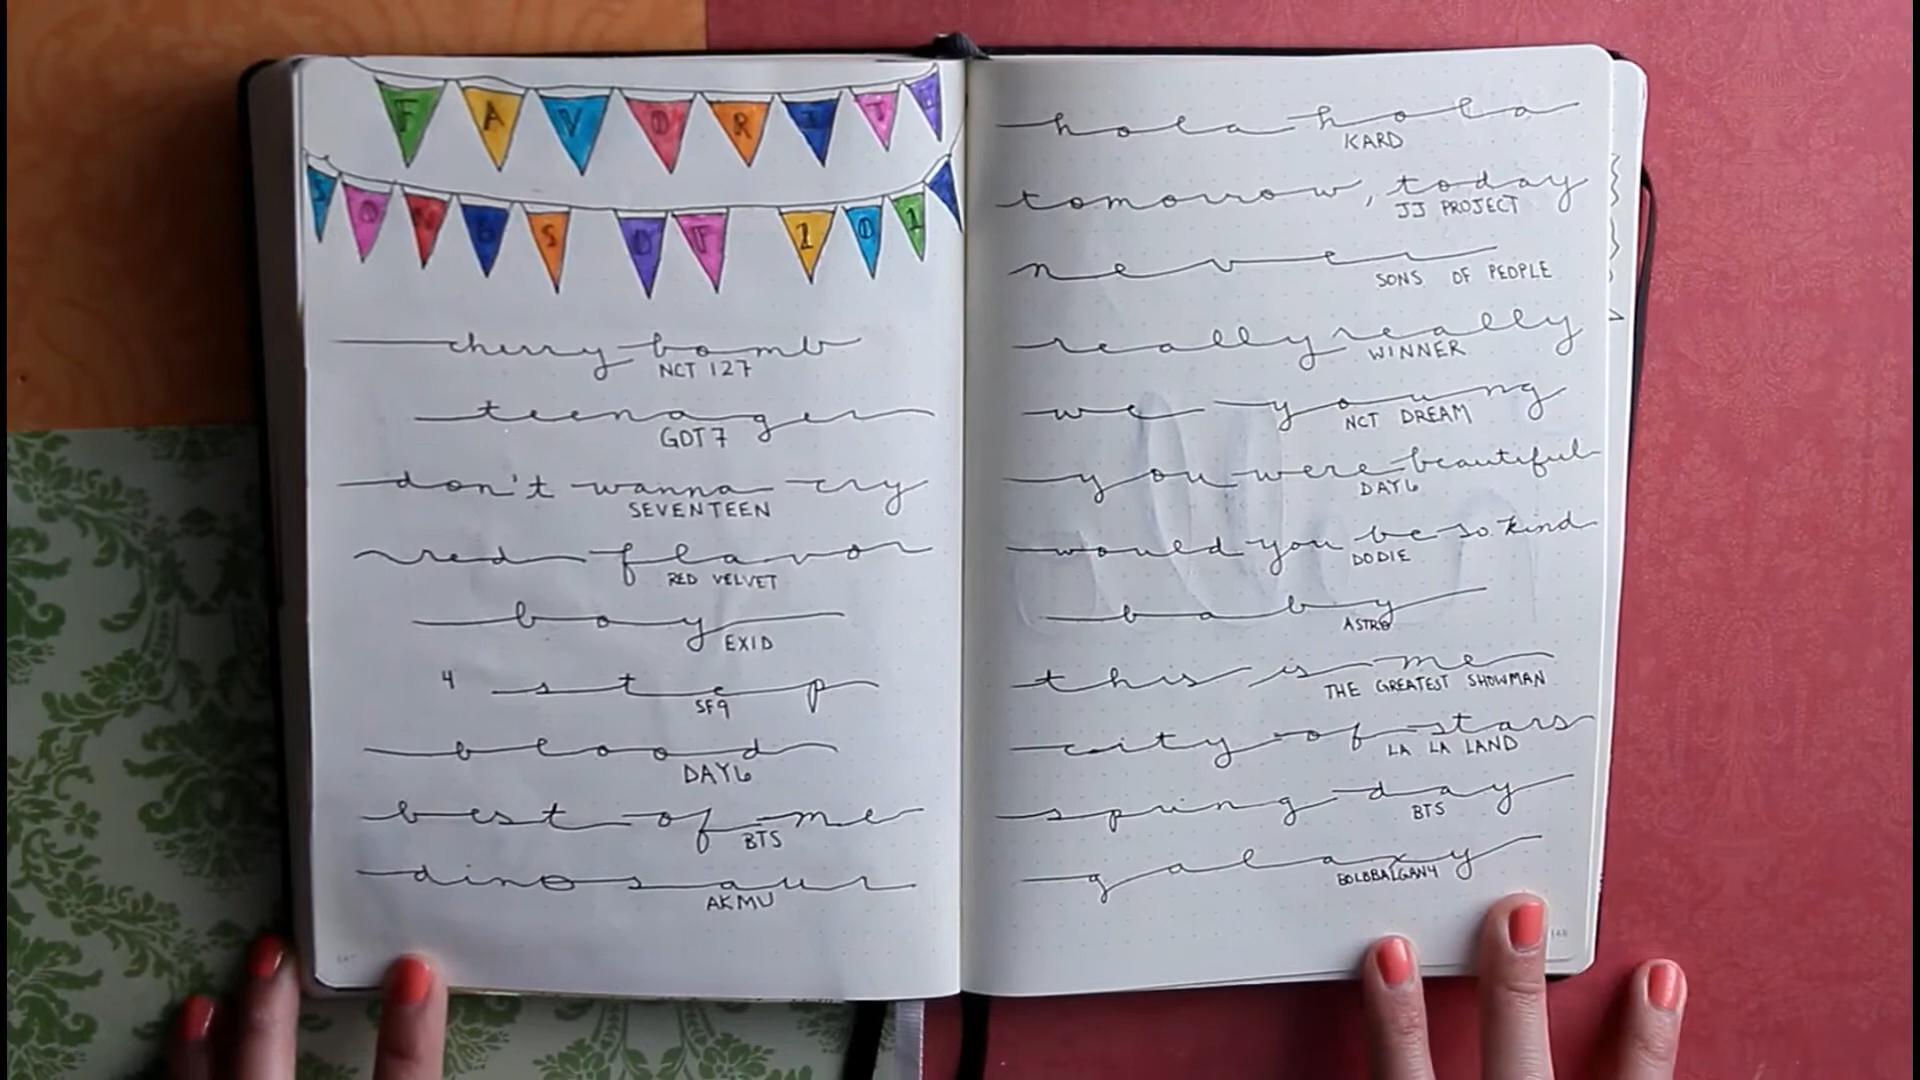 FAVORITE
SONGS OF 201
cherry bomb
NCT 127
teenager
GOT7
don't wanna cry
SEVENTEEN
red flavor
RED VELVET
boy
EXID
4 step
SF9
blood
DAY6
best of me
BTS
dinosaur
AKMU
hola hola
KARD
tomorrow, today
JJ PROJECT
never
SONS OF PEOPLE
really really
WINNER
we young
NCT DREAM
you were beautiful
DAY6
would you be so kind
DODIE
baby
ASTRO
this is me
THE GREATEST SHOWMAN
city of stars
LA LA LAND
spring day
BTS
galaxy
BOLBBALGAN4